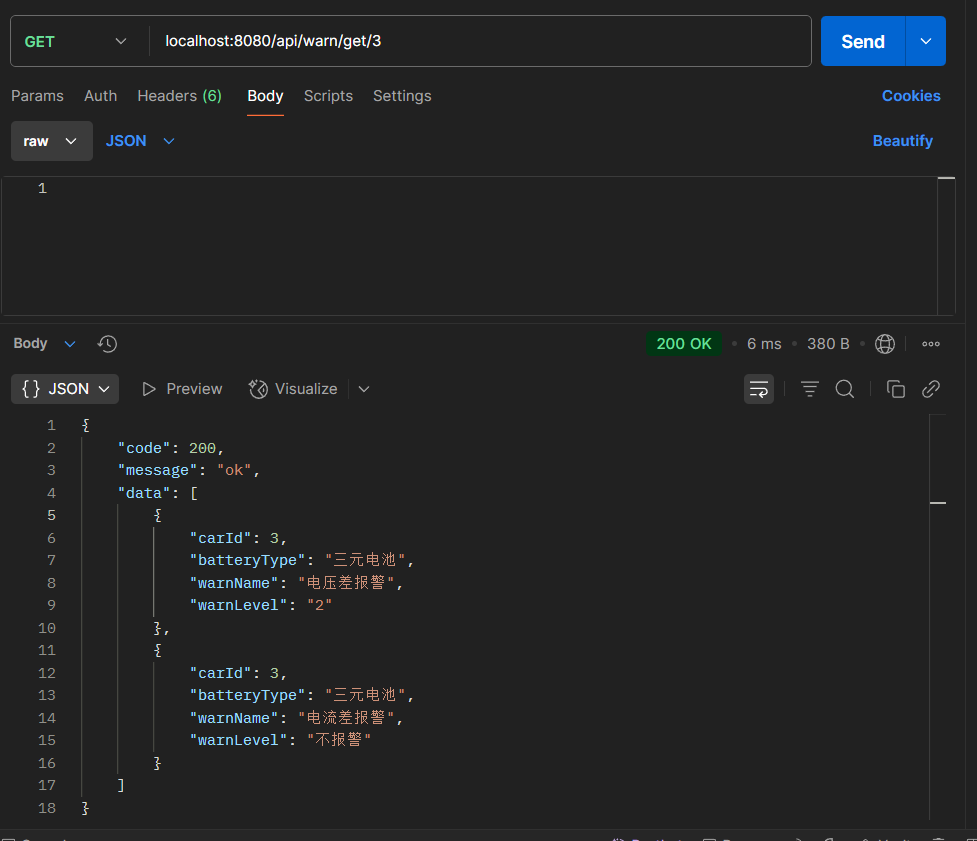 GET localhost:8080/api/warn/get/3 Send
Params Auth Headers (6) Body Scripts Settings Cookies
raw JSON Beautify
1
Body 200 OK 6 ms 380 B
{} JSON Preview Visualize
1 {
2 "code": 200,
3 "message": "ok",
4 "data": [
5 {
6 "carId": 3,
7 "batteryType": "三元电池",
8 "warnName": "电压差报警",
9 "warnLevel": "2"
10 },
11 {
12 "carId": 3,
13 "batteryType": "三元电池",
14 "warnName": "电流差报警",
15 "warnLevel": "不报警"
16 }
17 ]
18 }